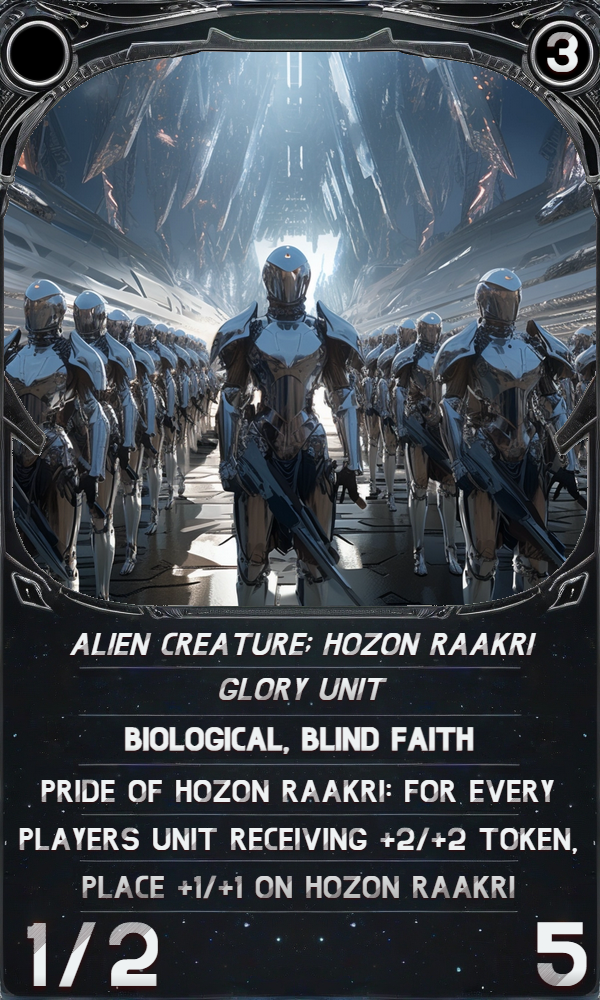 3
ALIEN CREATURE; HOZON RAAKRI
GLORY UNIT
BIOLOGICAL, BLIND FAITH
PRIDE OF HOZON RAAKRI: FOR EVERY
PLAYERS UNIT RECEIVING +2/+2 TOKEN,
PLACE +1/+1 ON HOZON RAAKRI
1/2
5